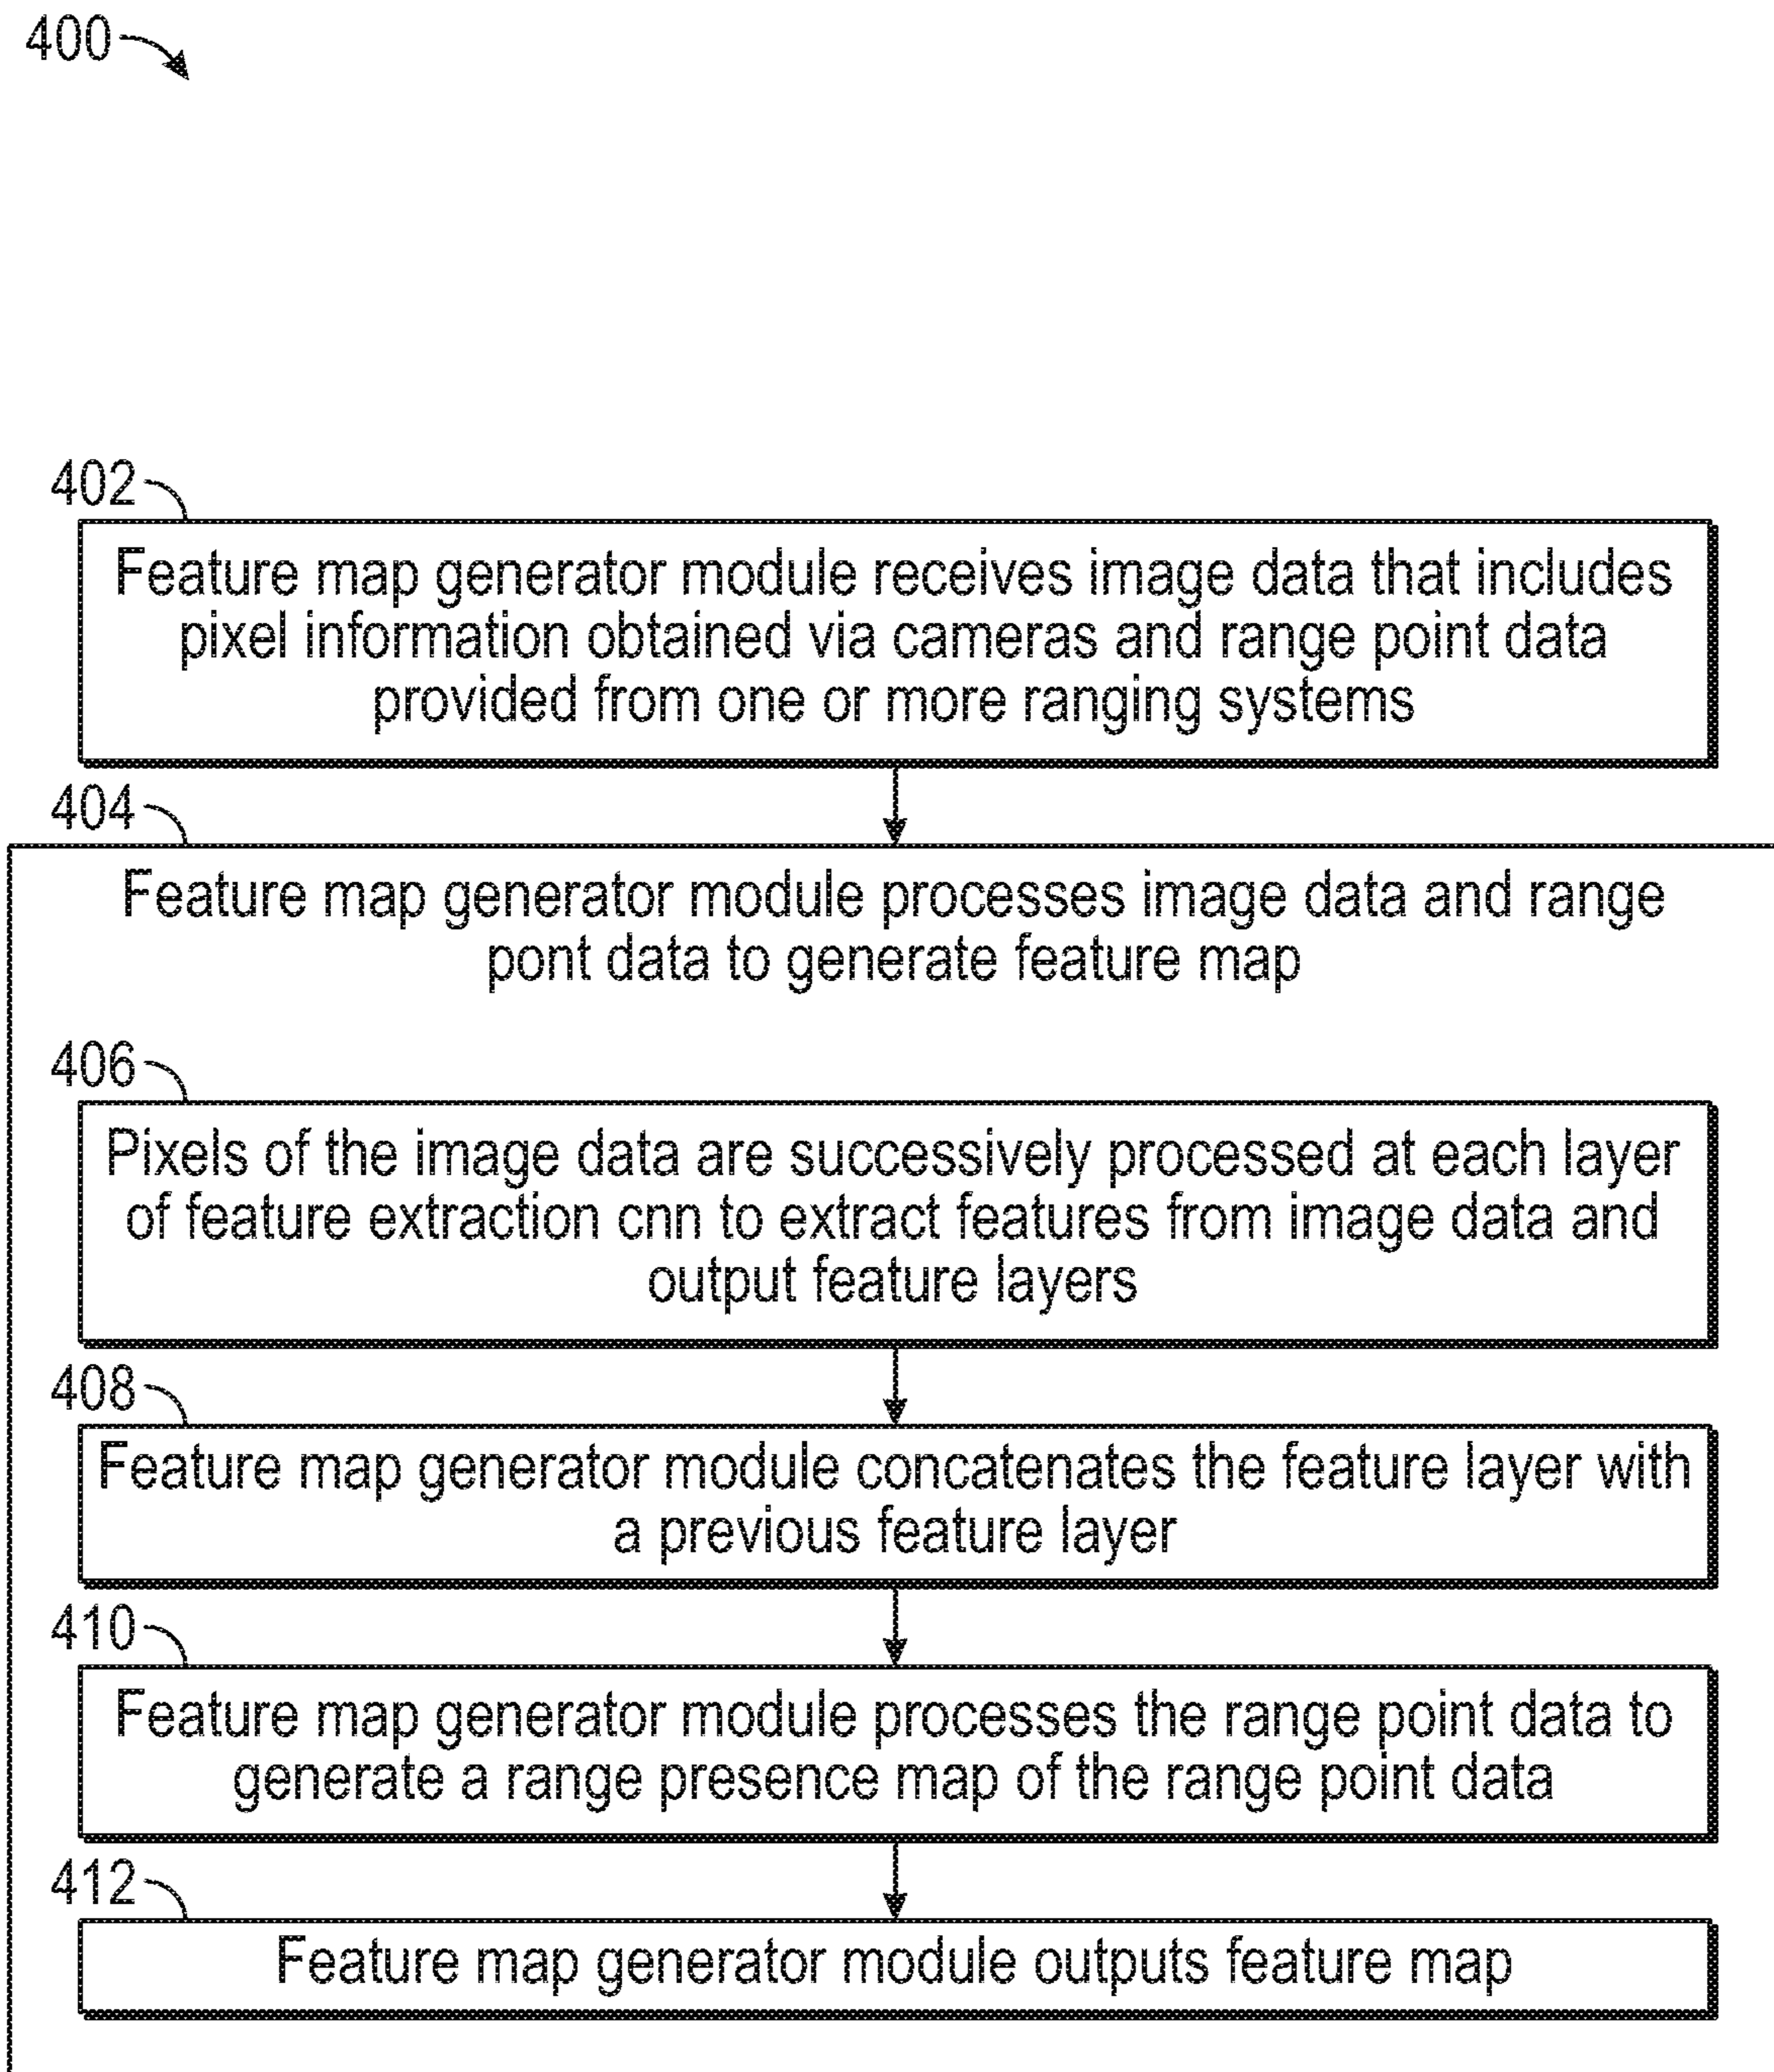 400
402
Feature map generator module receives image data that includes
pixel information obtained via cameras and range point data
provided from one or more ranging systems
404
Feature map generator module processes image data and range
pont data to generate feature map
406
Pixels of the image data are successively processed at each layer
of feature extraction cnn to extract features from image data and
output feature layers
408
Feature map generator module concatenates the feature layer with
a previous feature layer
410
Feature map generator module processes the range point data to
generate a range presence map of the range point data
412
Feature map generator module outputs feature map